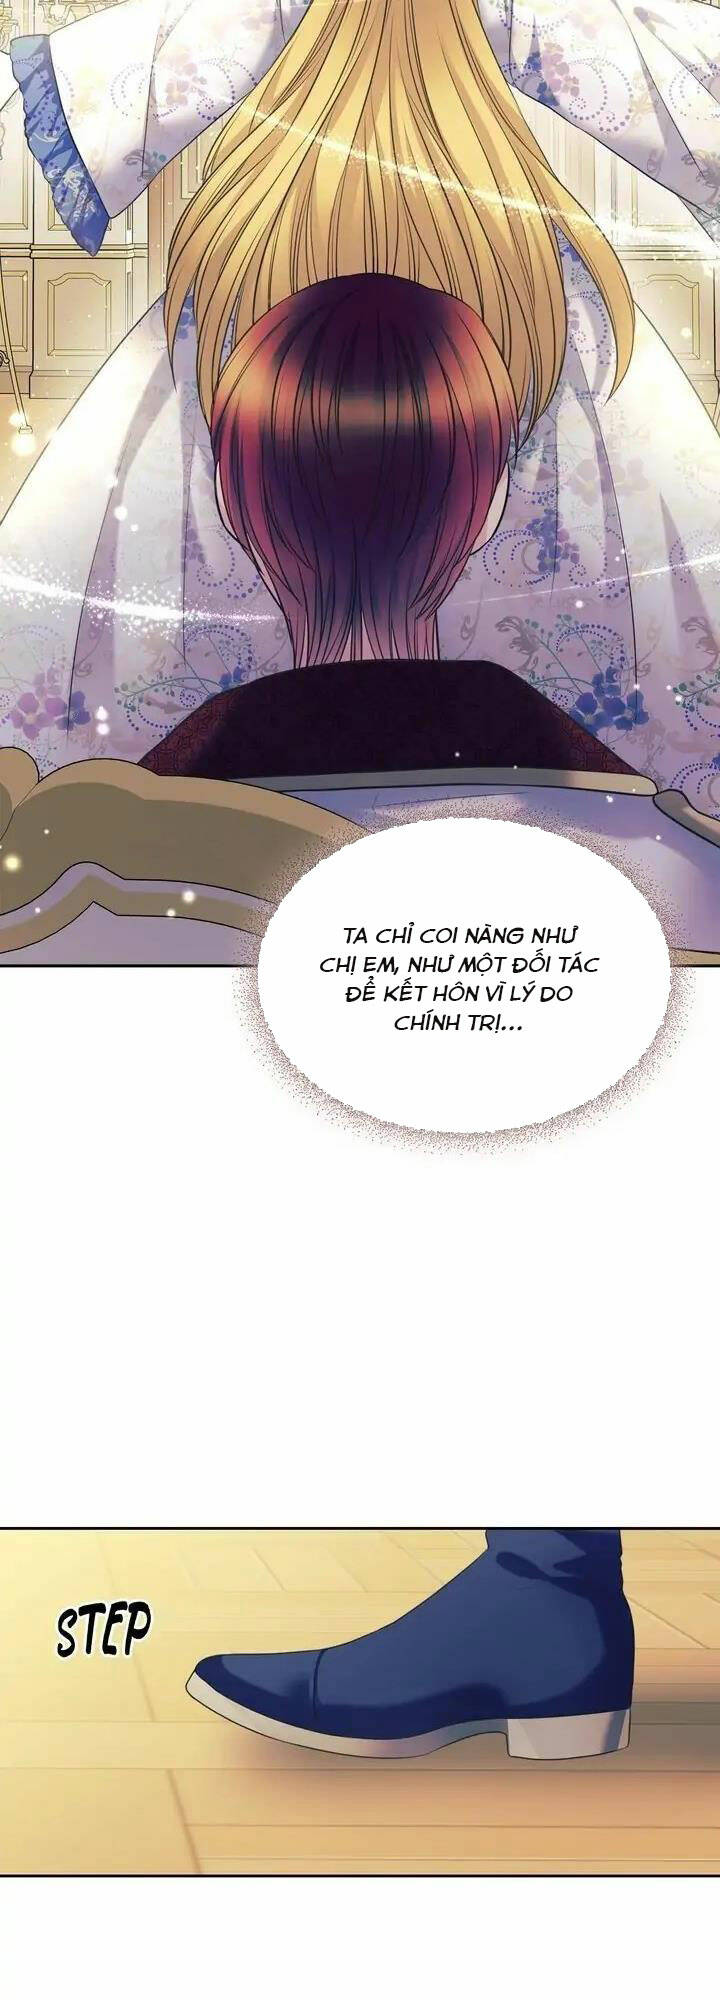 TA CHỈ COI NÀNG NHƯ
CHỊ EM, NHƯ MỘT ĐỐI TÁC
ĐỂ KẾT HÔN VÌ LÝ DO
CHÍNH TRỊ...
STEP